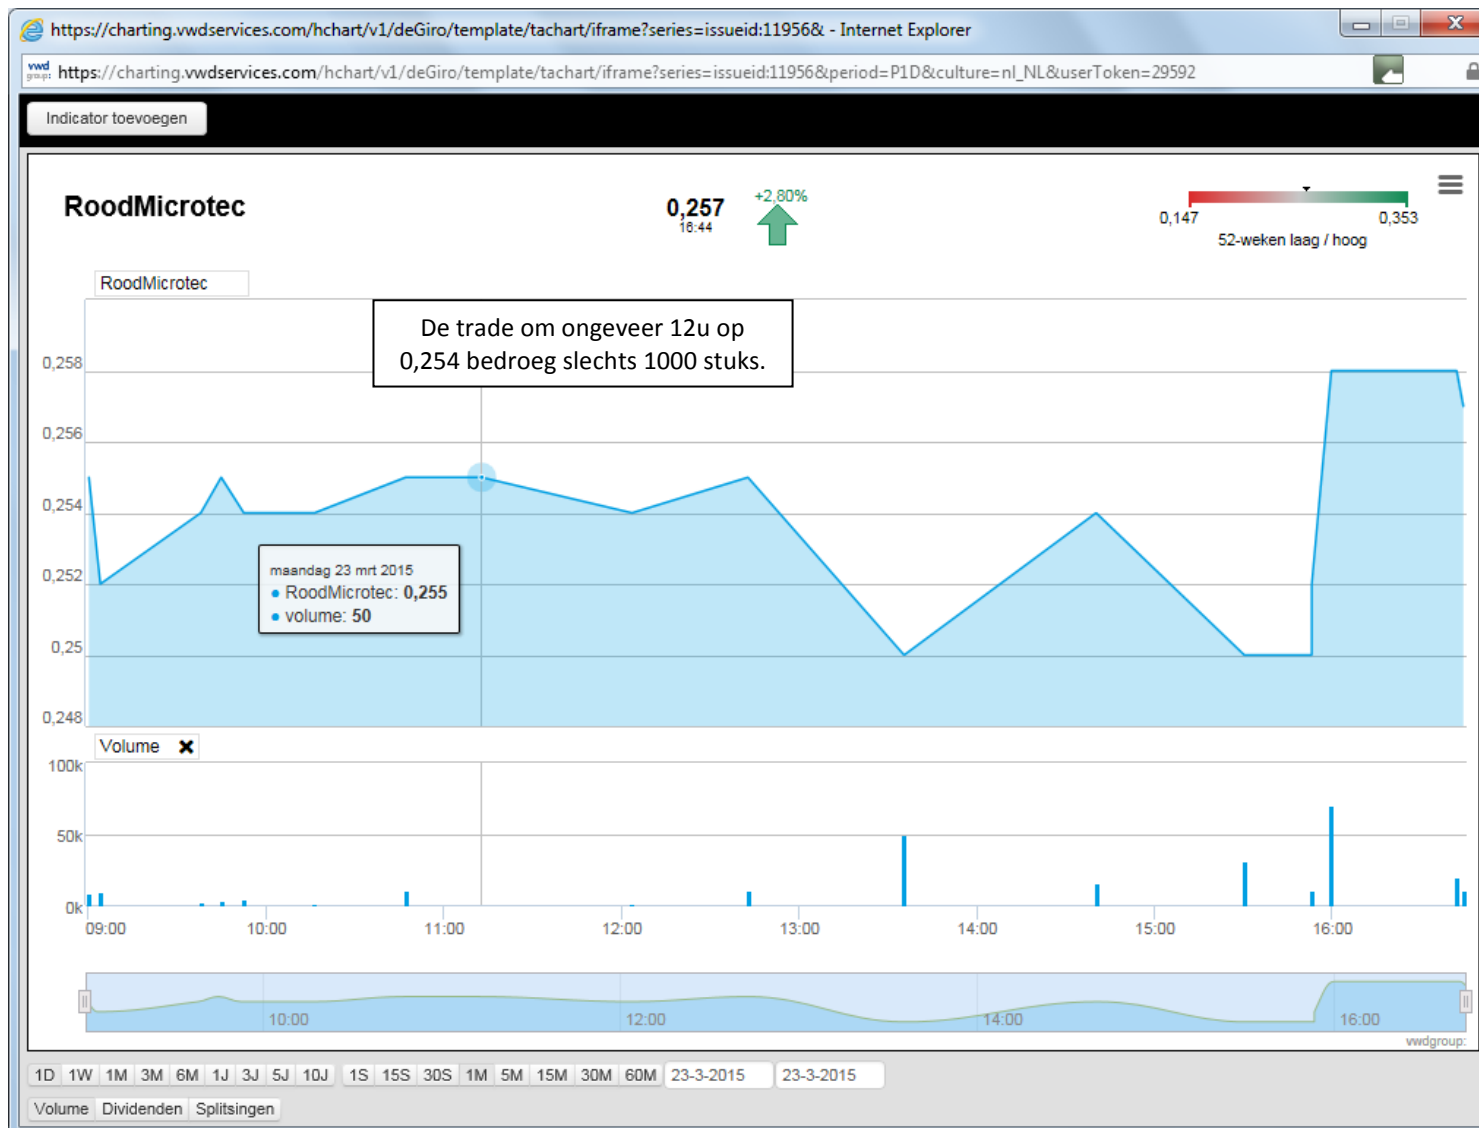 https://charting.vwdservices.com/hchart/v1/deGiro/template/tachart/iframe?series=issueid:11956& - Internet Explorer
vwd group: https://charting.vwdservices.com/hchart/v1/deGiro/template/tachart/iframe?series=issueid:11956&period=P1D&culture=nl_NL&userToken=29592
Indicator toevoegen
RoodMicrotec
0,257
16:44
+2,80%
0,147
0,353
52-weken laag / hoog
RoodMicrotec
De trade om ongeveer 12u op
0,254 bedroeg slechts 1000 stuks.
0,258
0,256
0,254
0,252
0,25
0,248
maandag 23 mrt 2015
• RoodMicrotec: 0,255
• volume: 50
Volume ✖
100k
50k
0k
09:00 10:00 11:00 12:00 13:00 14:00 15:00 16:00
10:00 12:00 14:00 16:00
vwdgroup:
1D 1W 1M 3M 6M 1J 3J 5J 10J 1S 15S 30S 1M 5M 15M 30M 60M 23-3-2015 23-3-2015
Volume Dividenden Splitsingen